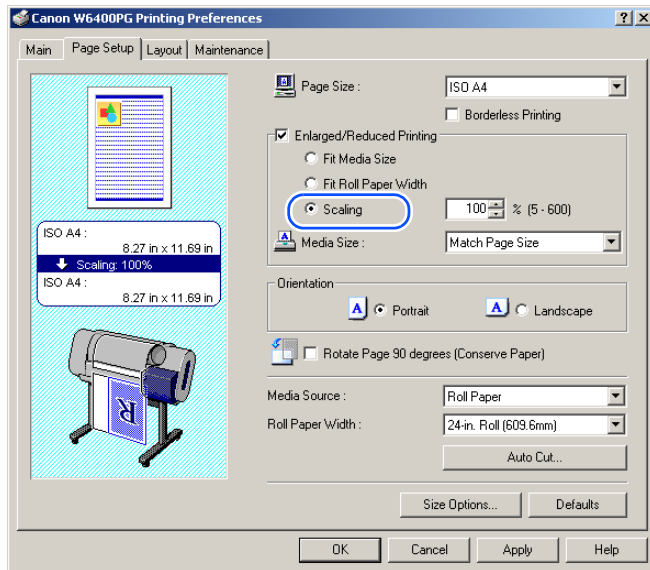 Canon W6400PG Printing Preferences
Main Page Setup Layout Maintenance
Page Size : ISO A4
Borderless Printing
Enlarged/Reduced Printing
Fit Media Size
Fit Roll Paper Width
Scaling 100 % (5 - 600)
Media Size : Match Page Size
ISO A4 :
8.27 in x 11.69 in
Scaling: 100%
ISO A4 :
8.27 in x 11.69 in
Orientation
A Portrait A Landscape
Rotate Page 90 degrees (Conserve Paper)
R
Media Source : Roll Paper
Roll Paper Width : 24-in. Roll (609.6mm)
Auto Cut...
Size Options... Defaults
OK Cancel Apply Help